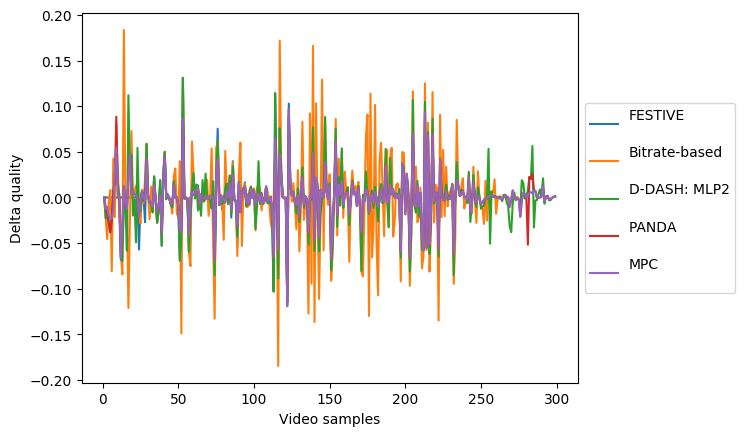 0.20
0.15
0.10
0.05
0.00
−0.05
−0.10
−0.15
−0.20
Delta quality
0
50
100
150
200
250
300
Video samples
FESTIVE
Bitrate-based
D-DASH: MLP2
PANDA
MPC